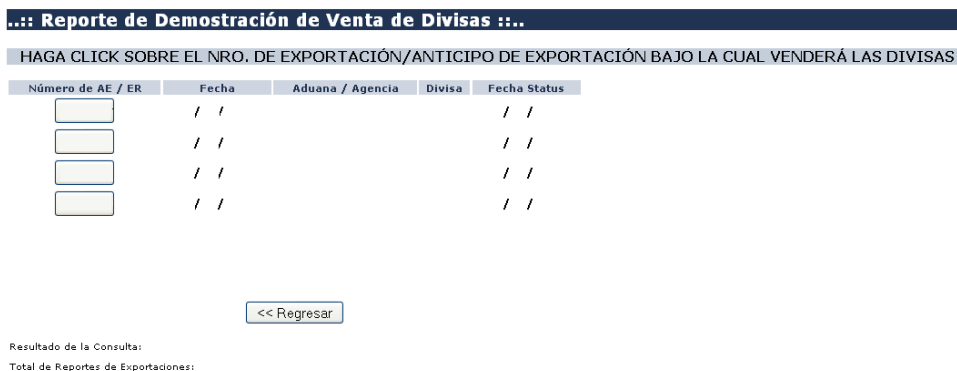 ..:: Reporte de Demostración de Venta de Divisas ::..
HAGA CLICK SOBRE EL NRO. DE EXPORTACIÓN/ANTICIPO DE EXPORTACIÓN BAJO LA CUAL VENDERÁ LAS DIVISAS
Número de AE / ER Fecha Aduana / Agencia Divisa Fecha Status
/ / / /
/ / / /
/ / / /
/ / / /
<< Regresar
Resultado de la Consulta:
Total de Reportes de Exportaciones: